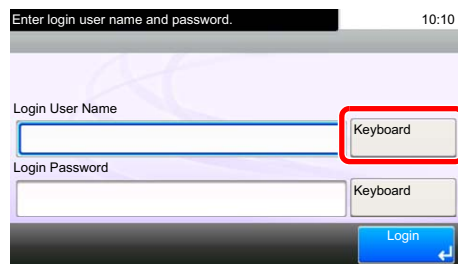 Enter login user name and password. 10:10
Login User Name
Keyboard
Login Password
Keyboard
Login